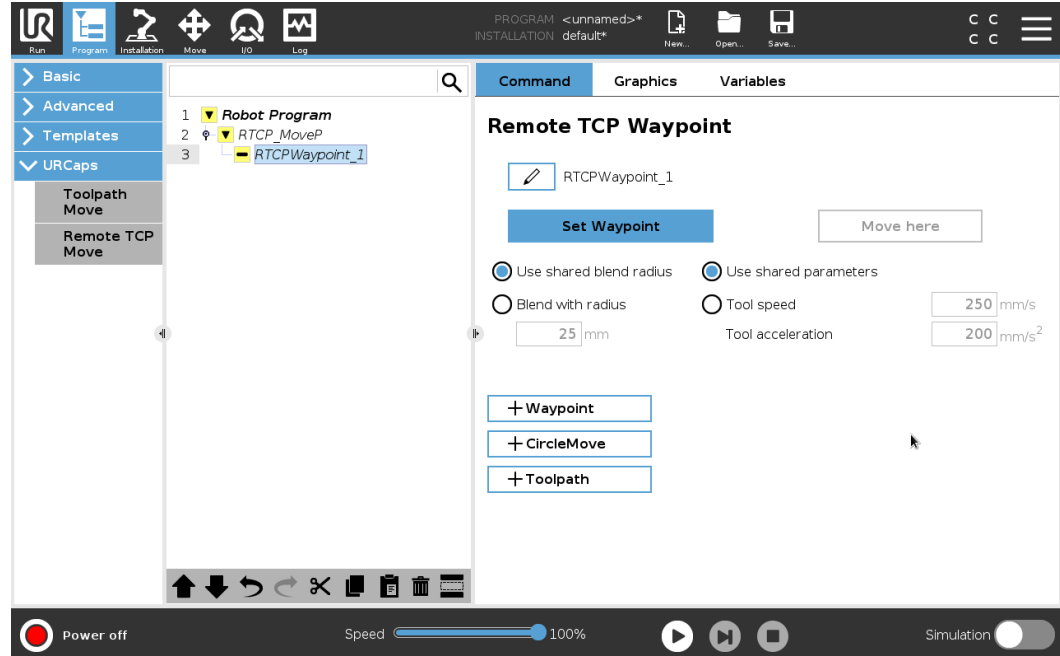 PROGRAM <unnamed>*
INSTALLATION default*
C C
C C
UR
Run
Program
Installation
Move
I/O
Log
New...
Open...
Save...
Basic
Advanced
Templates
URCaps
Toolpath
Move
Remote TCP
Move
1 Robot Program
2 RTCP_MoveP
3 RTCPWaypoint_1
Command Graphics Variables
Remote TCP Waypoint
RTCPWaypoint_1
Set Waypoint Move here
Use shared blend radius Use shared parameters
Blend with radius Tool speed 250 mm/s
25 mm Tool acceleration 200 mm/s2
+Waypoint
+CircleMove
+Toolpath
Power off Speed 100% Simulation